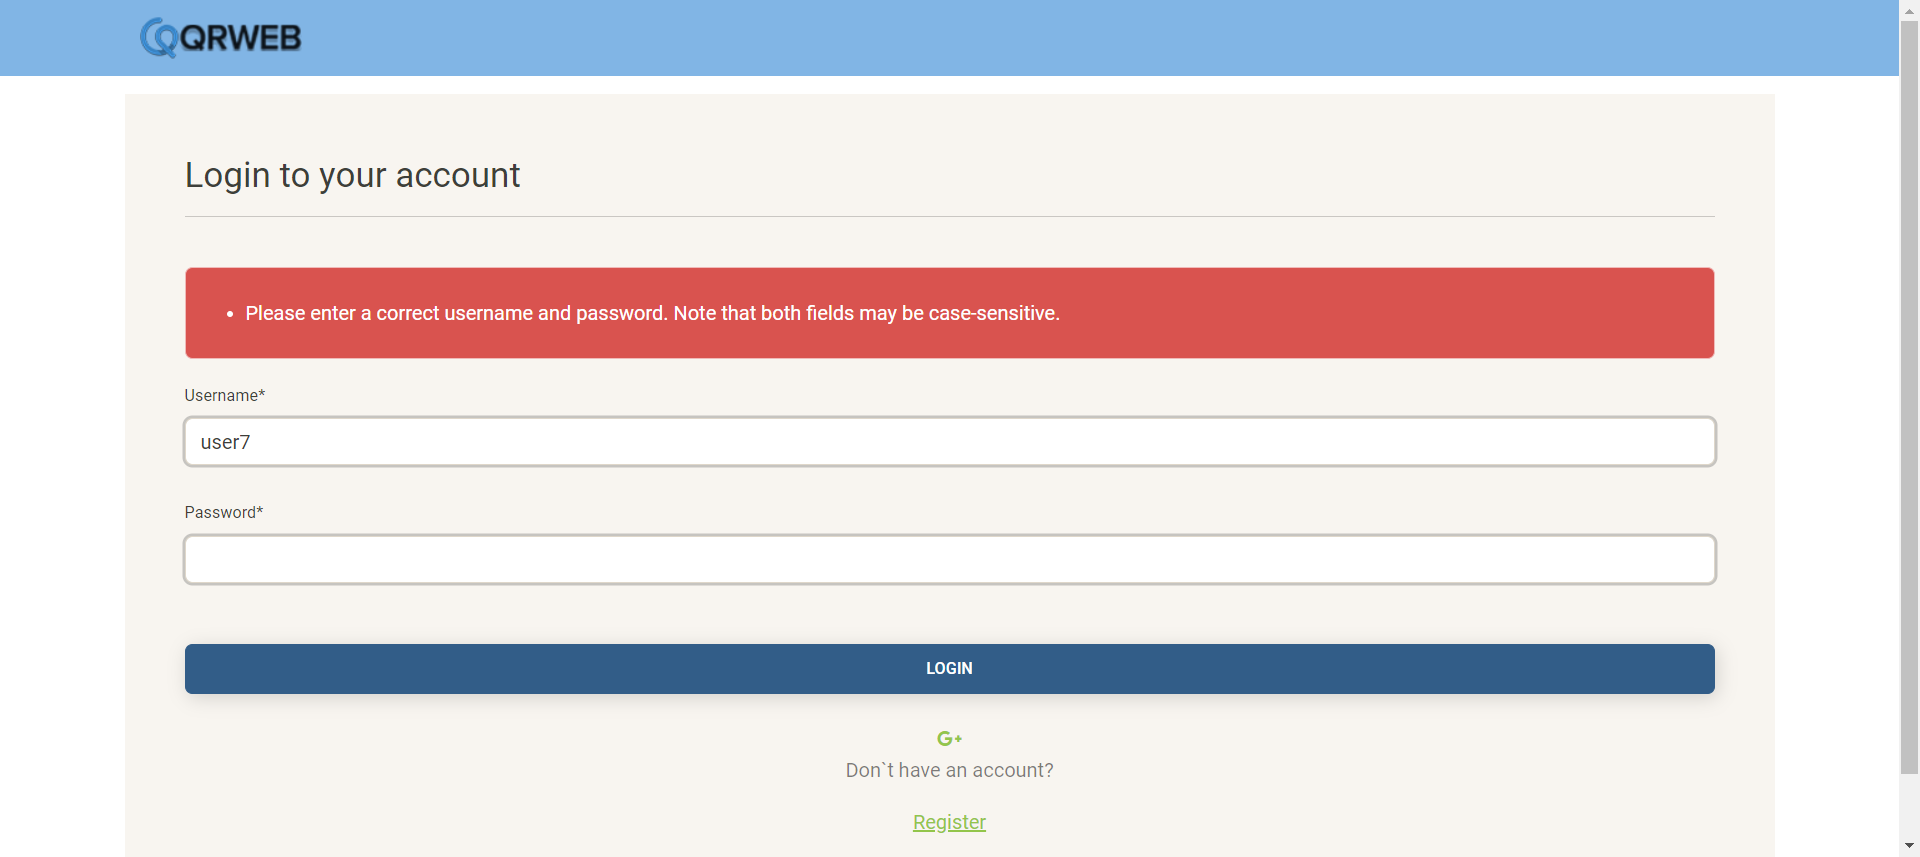 QRWEB
Login to your account
Please enter a correct username and password. Note that both fields may be case-sensitive.
Username*
user7
Password*
LOGIN
G+
Don`t have an account?
Register